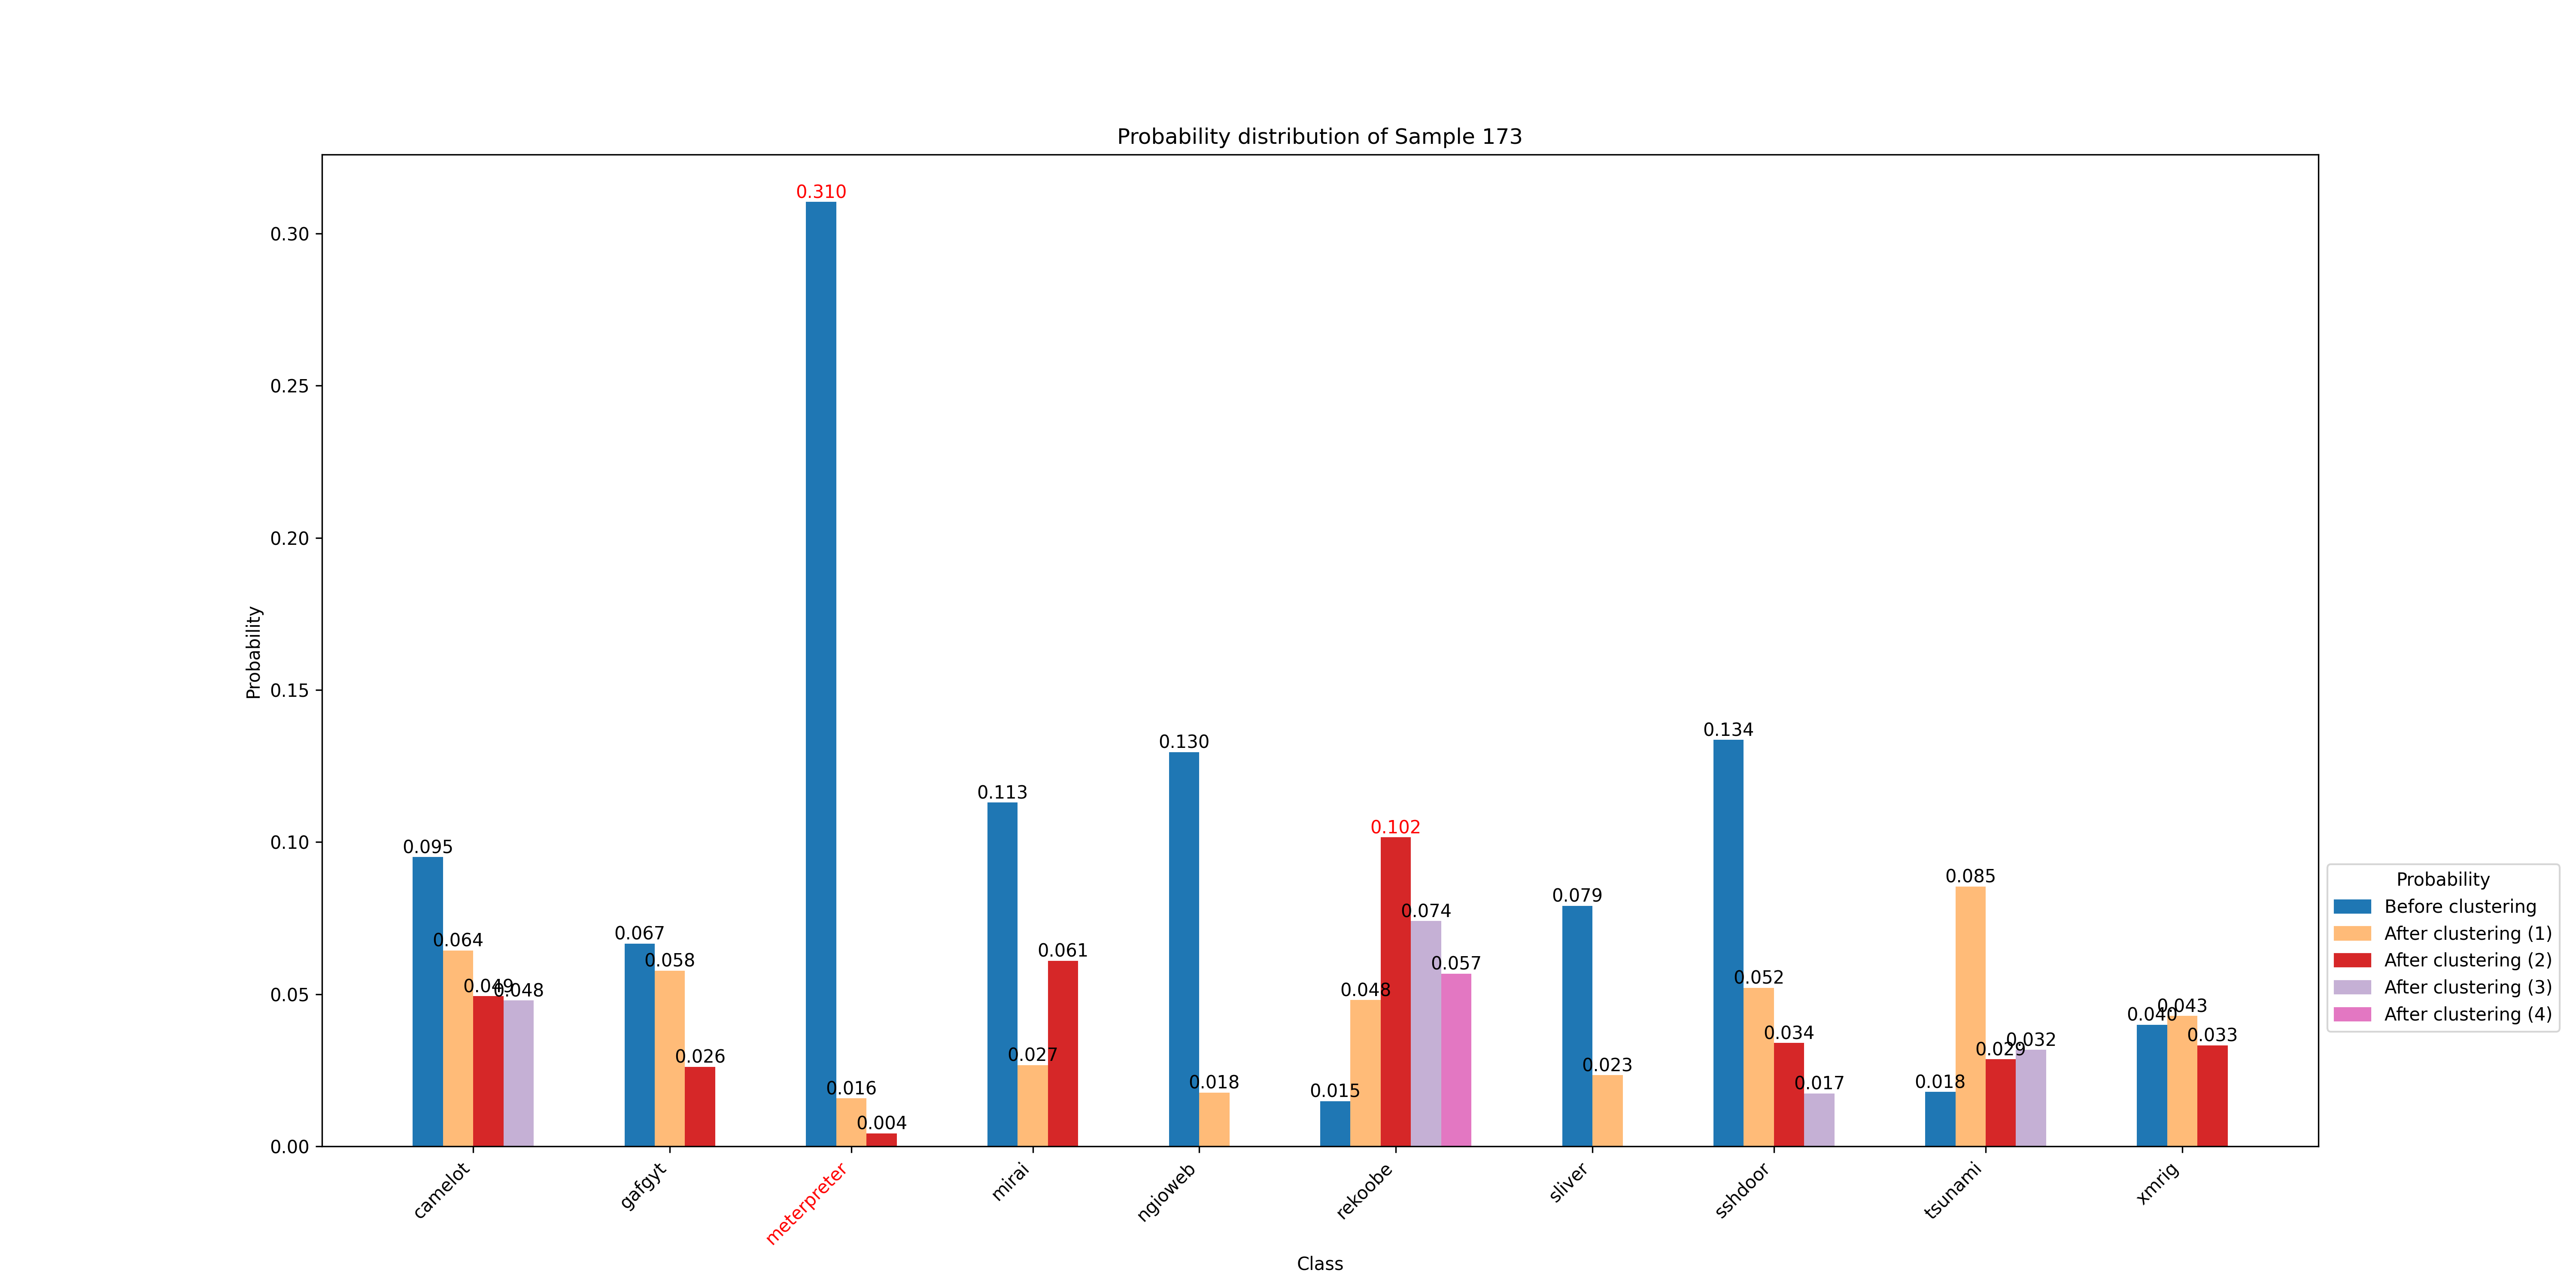 Probability distribution of Sample 173
0.30
0.25
0.20
0.15
0.10
0.05
0.00
Probability
0.095
0.064
0.049
0.048
0.067
0.058
0.026
0.310
0.016
0.004
0.113
0.027
0.061
0.130
0.018
0.015
0.048
0.102
0.074
0.057
0.079
0.023
0.134
0.052
0.034
0.017
0.018
0.085
0.029
0.032
0.040
0.043
0.033
camelot
gafgyt
meterpreter
mirai
ngioweb
rekoobe
sliver
sshdoor
tsunami
xmrig
Class
Probability
Before clustering
After clustering (1)
After clustering (2)
After clustering (3)
After clustering (4)